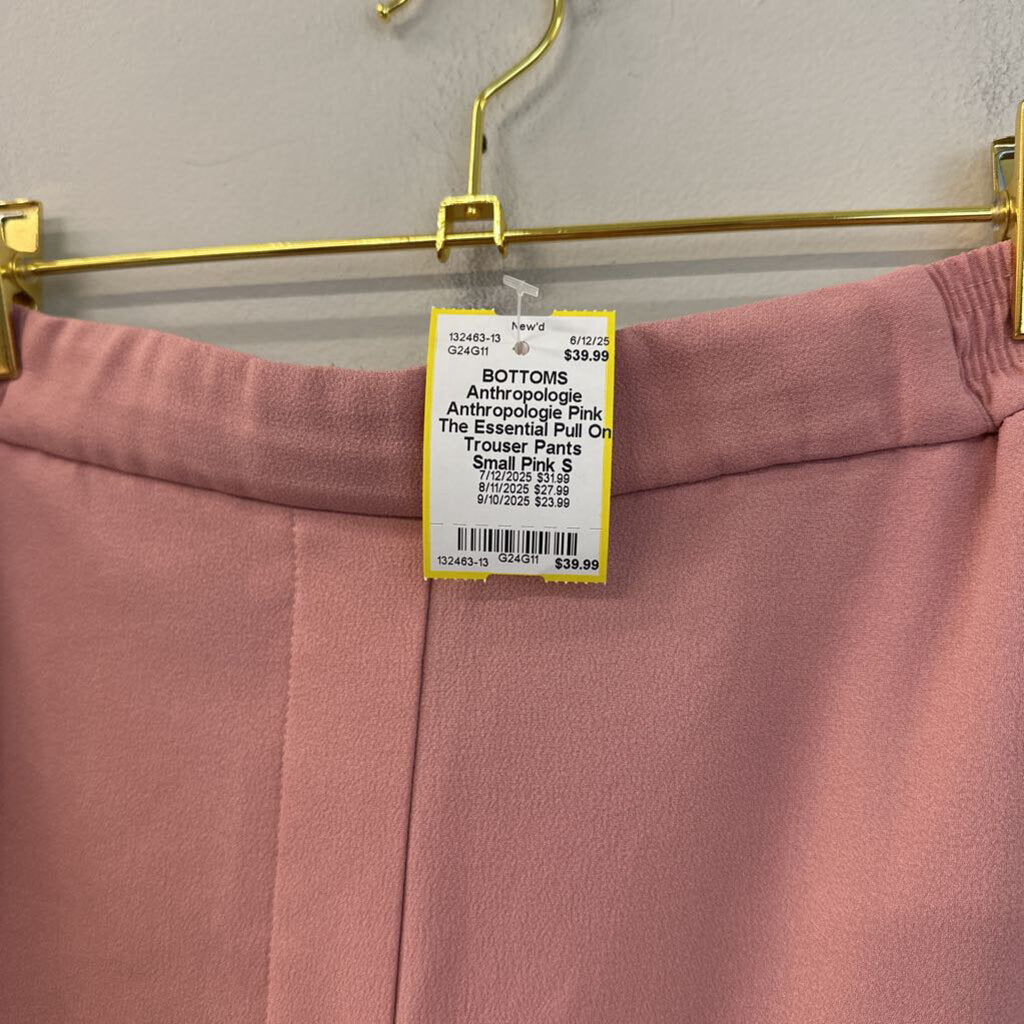 New'd
132463-13 6/12/25
G24G11 $39.99
BOTTOMS
Anthropologie
Anthropologie Pink
The Essential Pull On
Trouser Pants
Small Pink S
7/12/2025 $31.99
8/11/2025 $27.99
9/10/2025 $23.99
132463-13 G24G11 $39.99